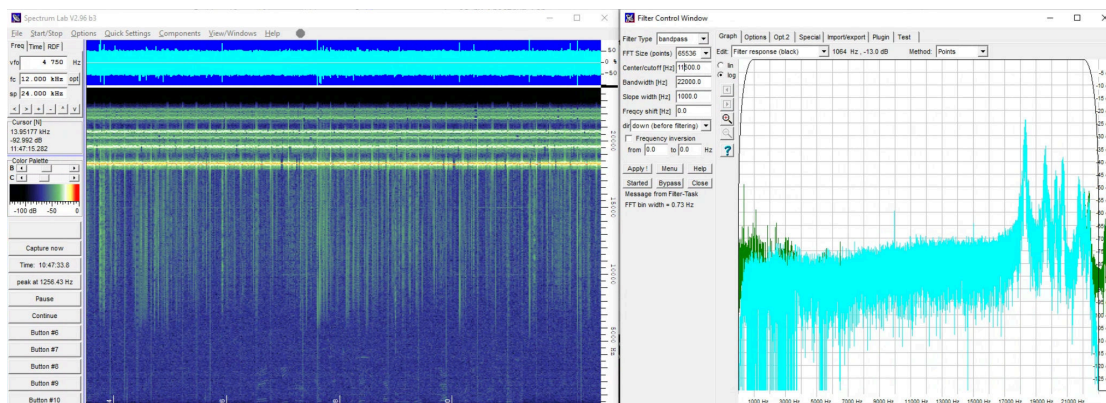 Spectrum Lab V2.96 b3
File Start/Stop Options Quick Settings Components View/Windows Help
Freq Time RDF
vfo 4 750 Hz
fc 12.000 kHz opt
sp 24.000 kHz
< > + - ^ v
Cursor [N]
13.95177 kHz
-92.992 dB
11:47:15.282
Color Palette
B
C
-100 dB -50 0
Capture now
Time: 10:47:33.8
peak at 1256.43 Hz
Pause
Continue
Button #6
Button #7
Button #8
Button #9
Button #10
50
0 %
-50
Filter Control Window
Filter Type bandpass
FFT Size (points) 65536
Center/cutoff [Hz] 11500.0
Bandwidth [Hz] 22000.0
Slope width [Hz] 1000.0
Freqcy shift [Hz] 0.0
dir down (before filtering)
Frequency inversion
from 0.0 to 0.0 Hz
Apply ! Menu Help
Started Bypass Close
Message from Filter-Task
FFT bin width = 0.73 Hz
Graph Options Opt.2 Special Import/export Plugin Test
Edit: Filter response (black) 1064 Hz , -13.0 dB Method: Points
lin
log
?
1000 Hz 3000 Hz 5000 Hz 7000 Hz 9000 Hz 11000 Hz 13000 Hz 15000 Hz 17000 Hz 19000 Hz 21000 Hz